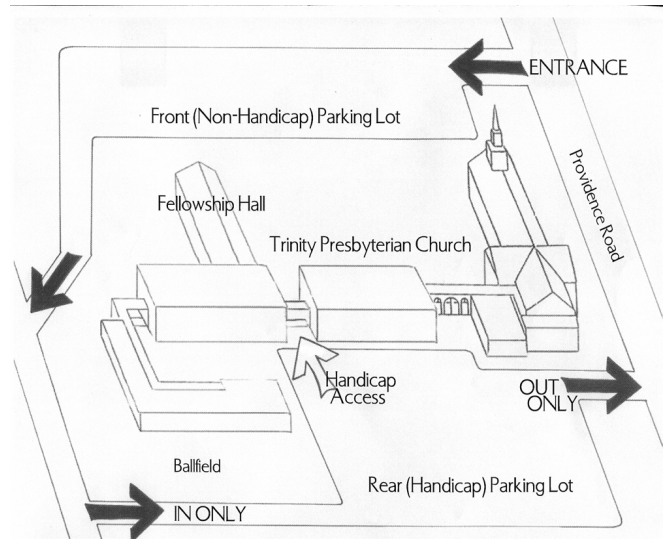 ENTRANCE
Front (Non-Handicap) Parking Lot
Providence Road
Fellowship Hall
Trinity Presbyterian Church
Handicap
Access
OUT
ONLY
Ballfield
Rear (Handicap) Parking Lot
IN ONLY